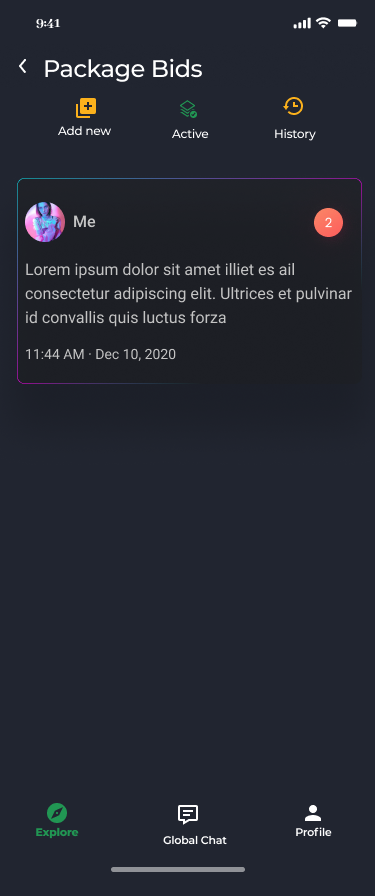 9:41
Package Bids
Add new
Active
History
Me
2
Lorem ipsum dolor sit amet illiet es ail
consectetur adipiscing elit. Ultrices et pulvinar
id convallis quis luctus forza
11:44 AM · Dec 10, 2020
Explore
Global Chat
Profile